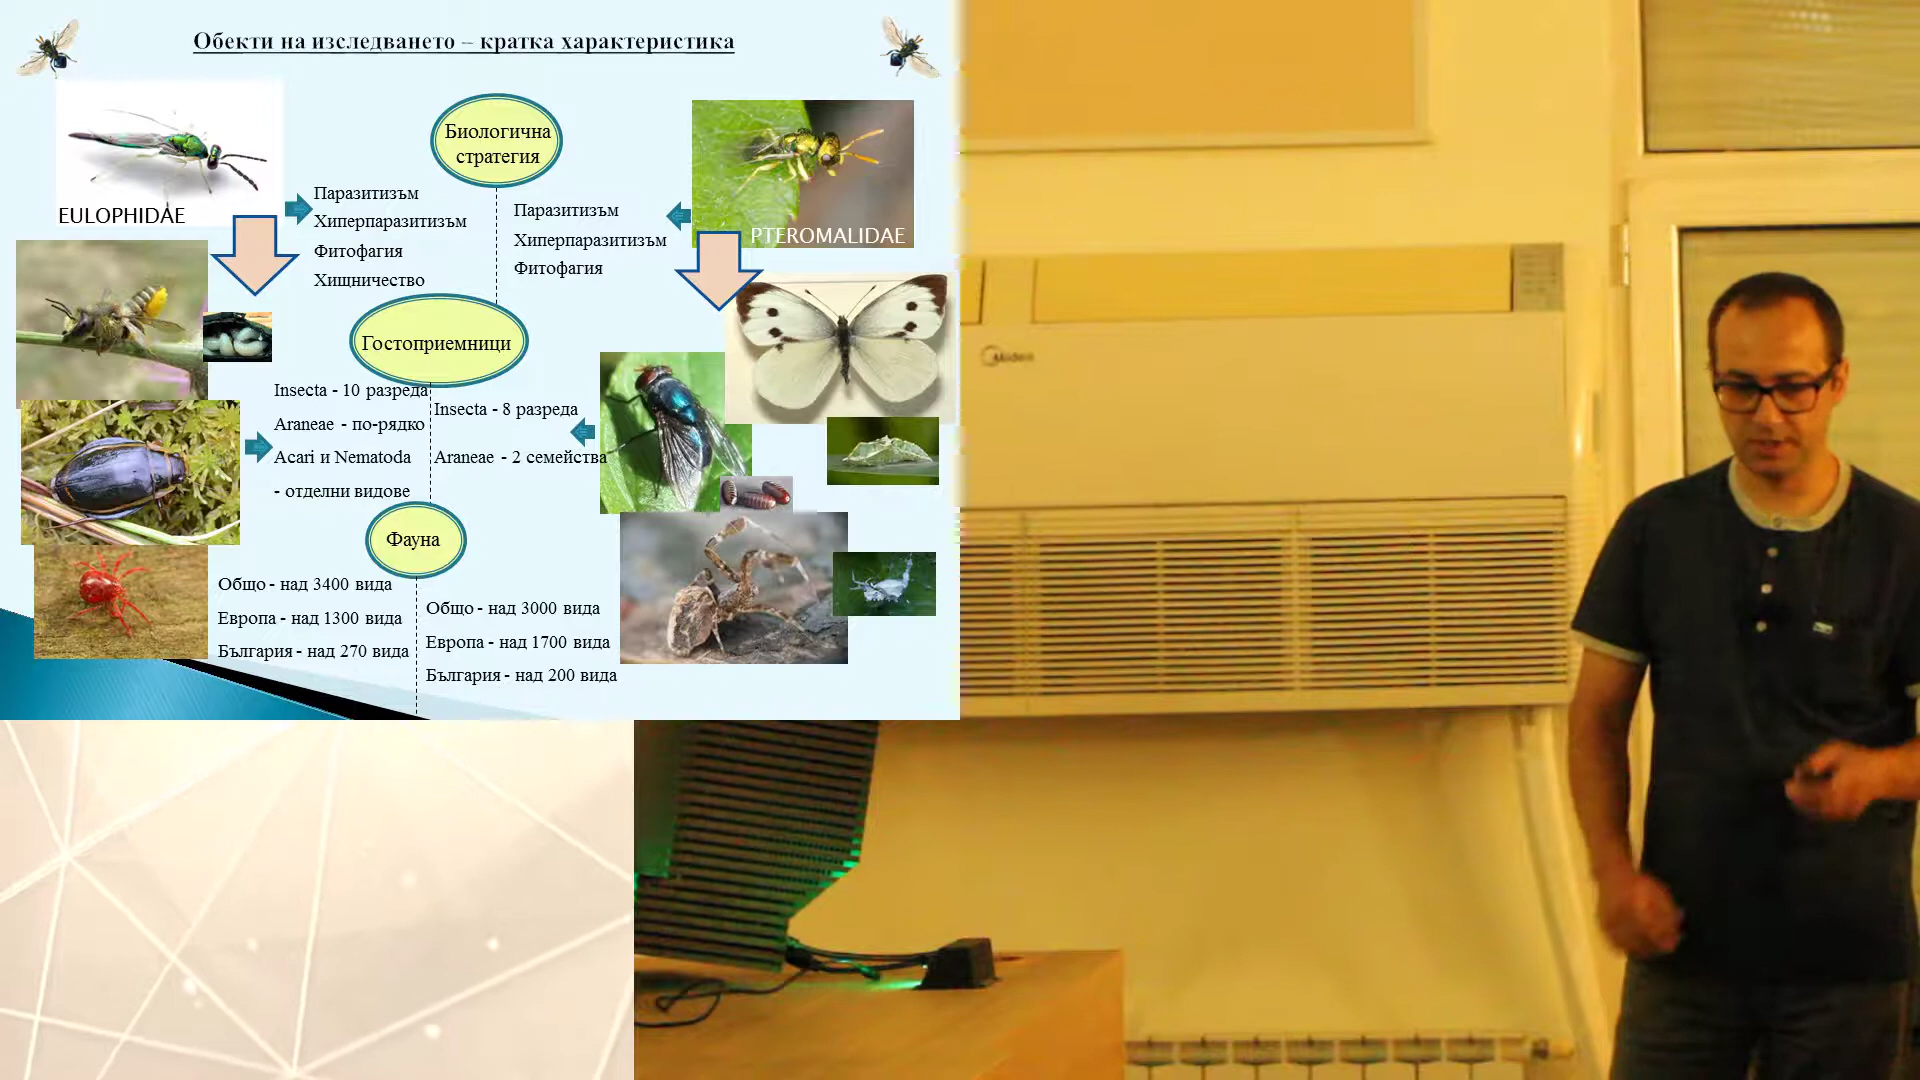 Обекти на изследването – кратка характеристика
Биологична
стратегия
EULOPHIDAE
PTEROMALIDAE
Паразитизъм
Хиперпаразитизъм
Фитофагия
Хищничество
Паразитизъм
Хиперпаразитизъм
Фитофагия
Гостоприемници
Insecta - 10 разреда
Araneae - по-рядко
Acari и Nematoda
- отделни видове
Insecta - 8 разреда
Araneae - 2 семейства
Фауна
Общо - над 3400 вида
Европа - над 1300 вида
България - над 270 вида
Общо - над 3000 вида
Европа - над 1700 вида
България - над 200 вида
Midea